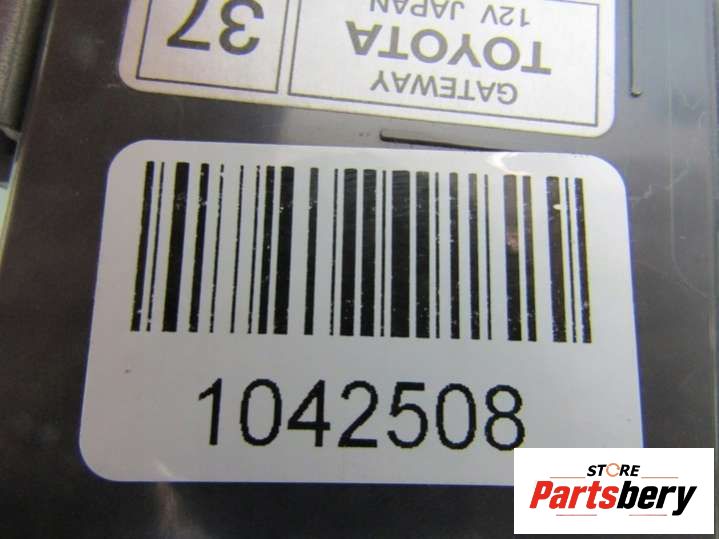 37
GATEWAY
TOYOTA
12V JAPAN
1042508
STORE
Partsbery